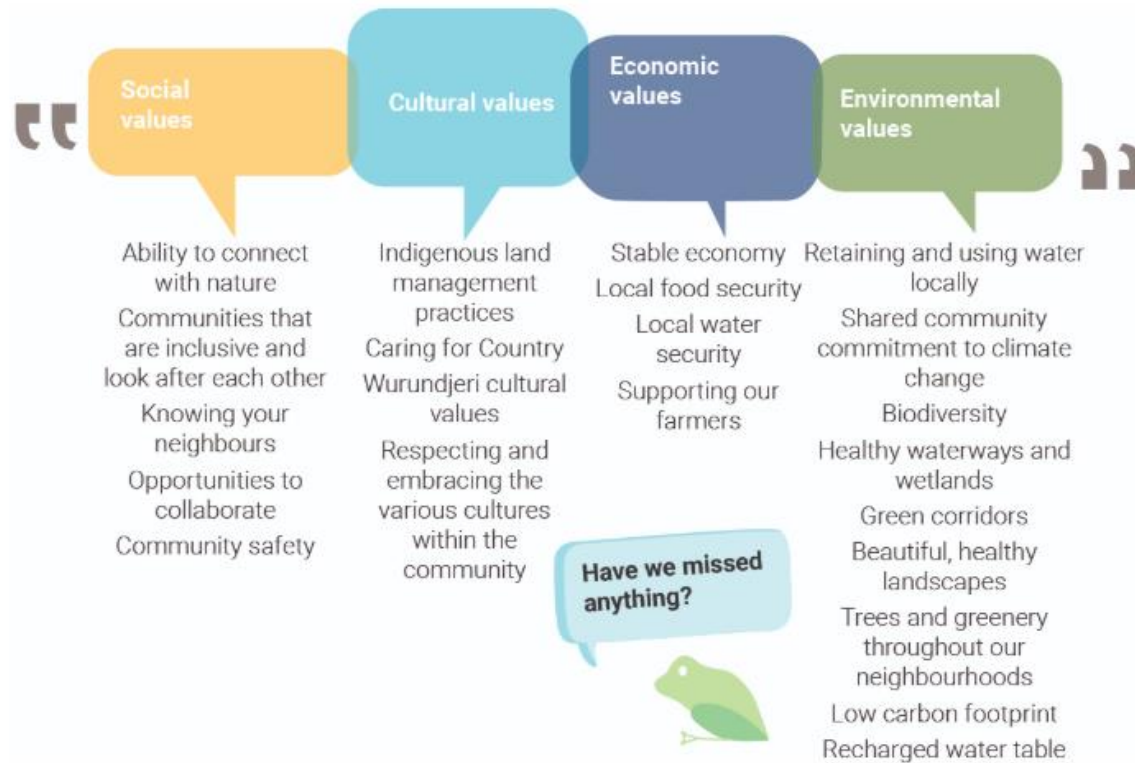 Social
values
Ability to connect
with nature
Communities that
are inclusive and
look after each other
Knowing your
neighbours
Opportunities to
collaborate
Community safety
Cultural values
Indigenous land
management
practices
Caring for Country
Wurundjeri cultural
values
Respecting and
embracing the
various cultures
within the
community
Economic
values
Stable economy
Local food security
Local water
security
Supporting our
farmers
Environmental
values
Retaining and using water
locally
Shared community
commitment to climate
change
Biodiversity
Healthy waterways and
wetlands
Green corridors
Beautiful, healthy
landscapes
Trees and greenery
throughout our
neighbourhoods
Low carbon footprint
Recharged water table
Have we missed
anything?